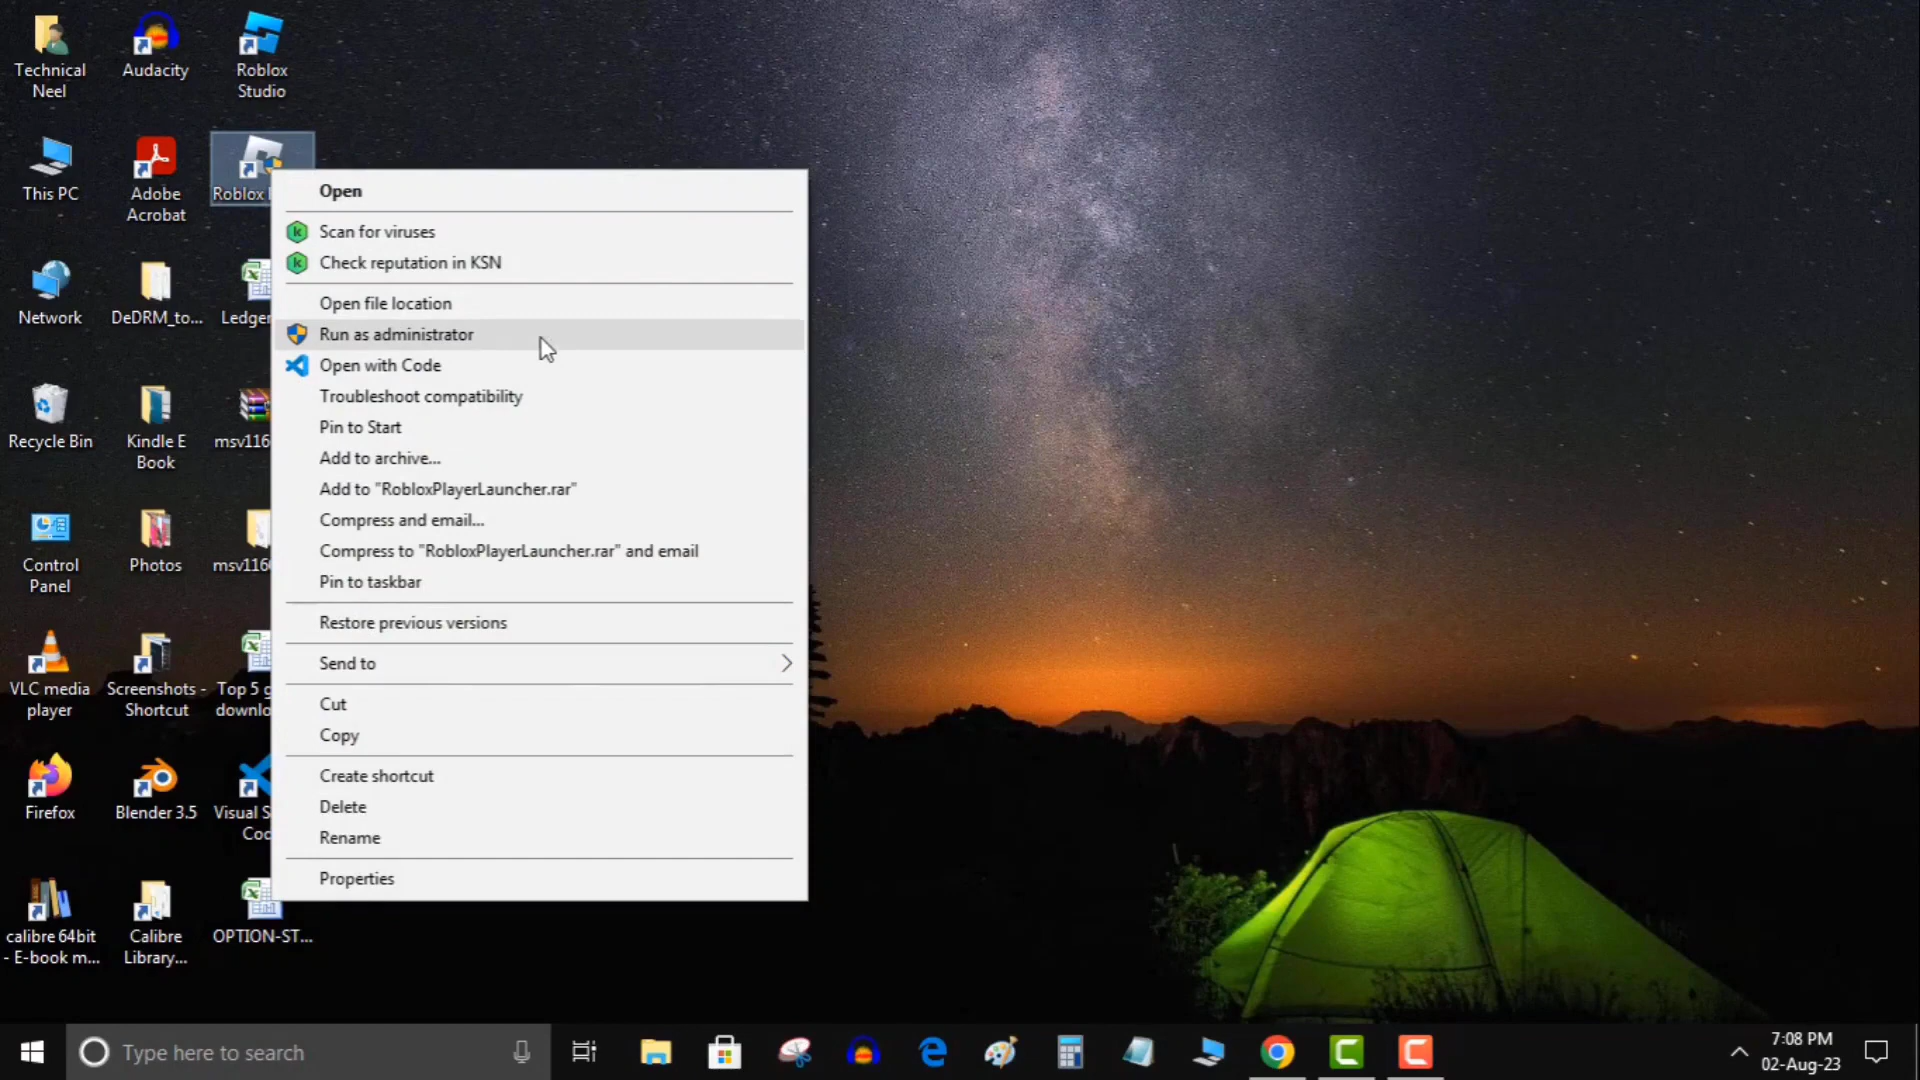 Technical
Neel
Audacity
Roblox
Studio
This PC
Adobe
Acrobat
Roblox
Network
DeDRM_to...
Ledger
Recycle Bin
Kindle E
Book
msv116
Control
Panel
Photos
msv116
VLC media
player
Screenshots -
Shortcut
Top 5 g
downlo
Firefox
Blender 3.5
Visual S
Cod
calibre 64bit
- E-book m...
Calibre
Library...
OPTION-ST...
Open
Scan for viruses
Check reputation in KSN
Open file location
Run as administrator
Open with Code
Troubleshoot compatibility
Pin to Start
Add to archive...
Add to "RobloxPlayerLauncher.rar"
Compress and email...
Compress to "RobloxPlayerLauncher.rar" and email
Pin to taskbar
Restore previous versions
Send to
Cut
Copy
Create shortcut
Delete
Rename
Properties
Type here to search
7:08 PM
02-Aug-23